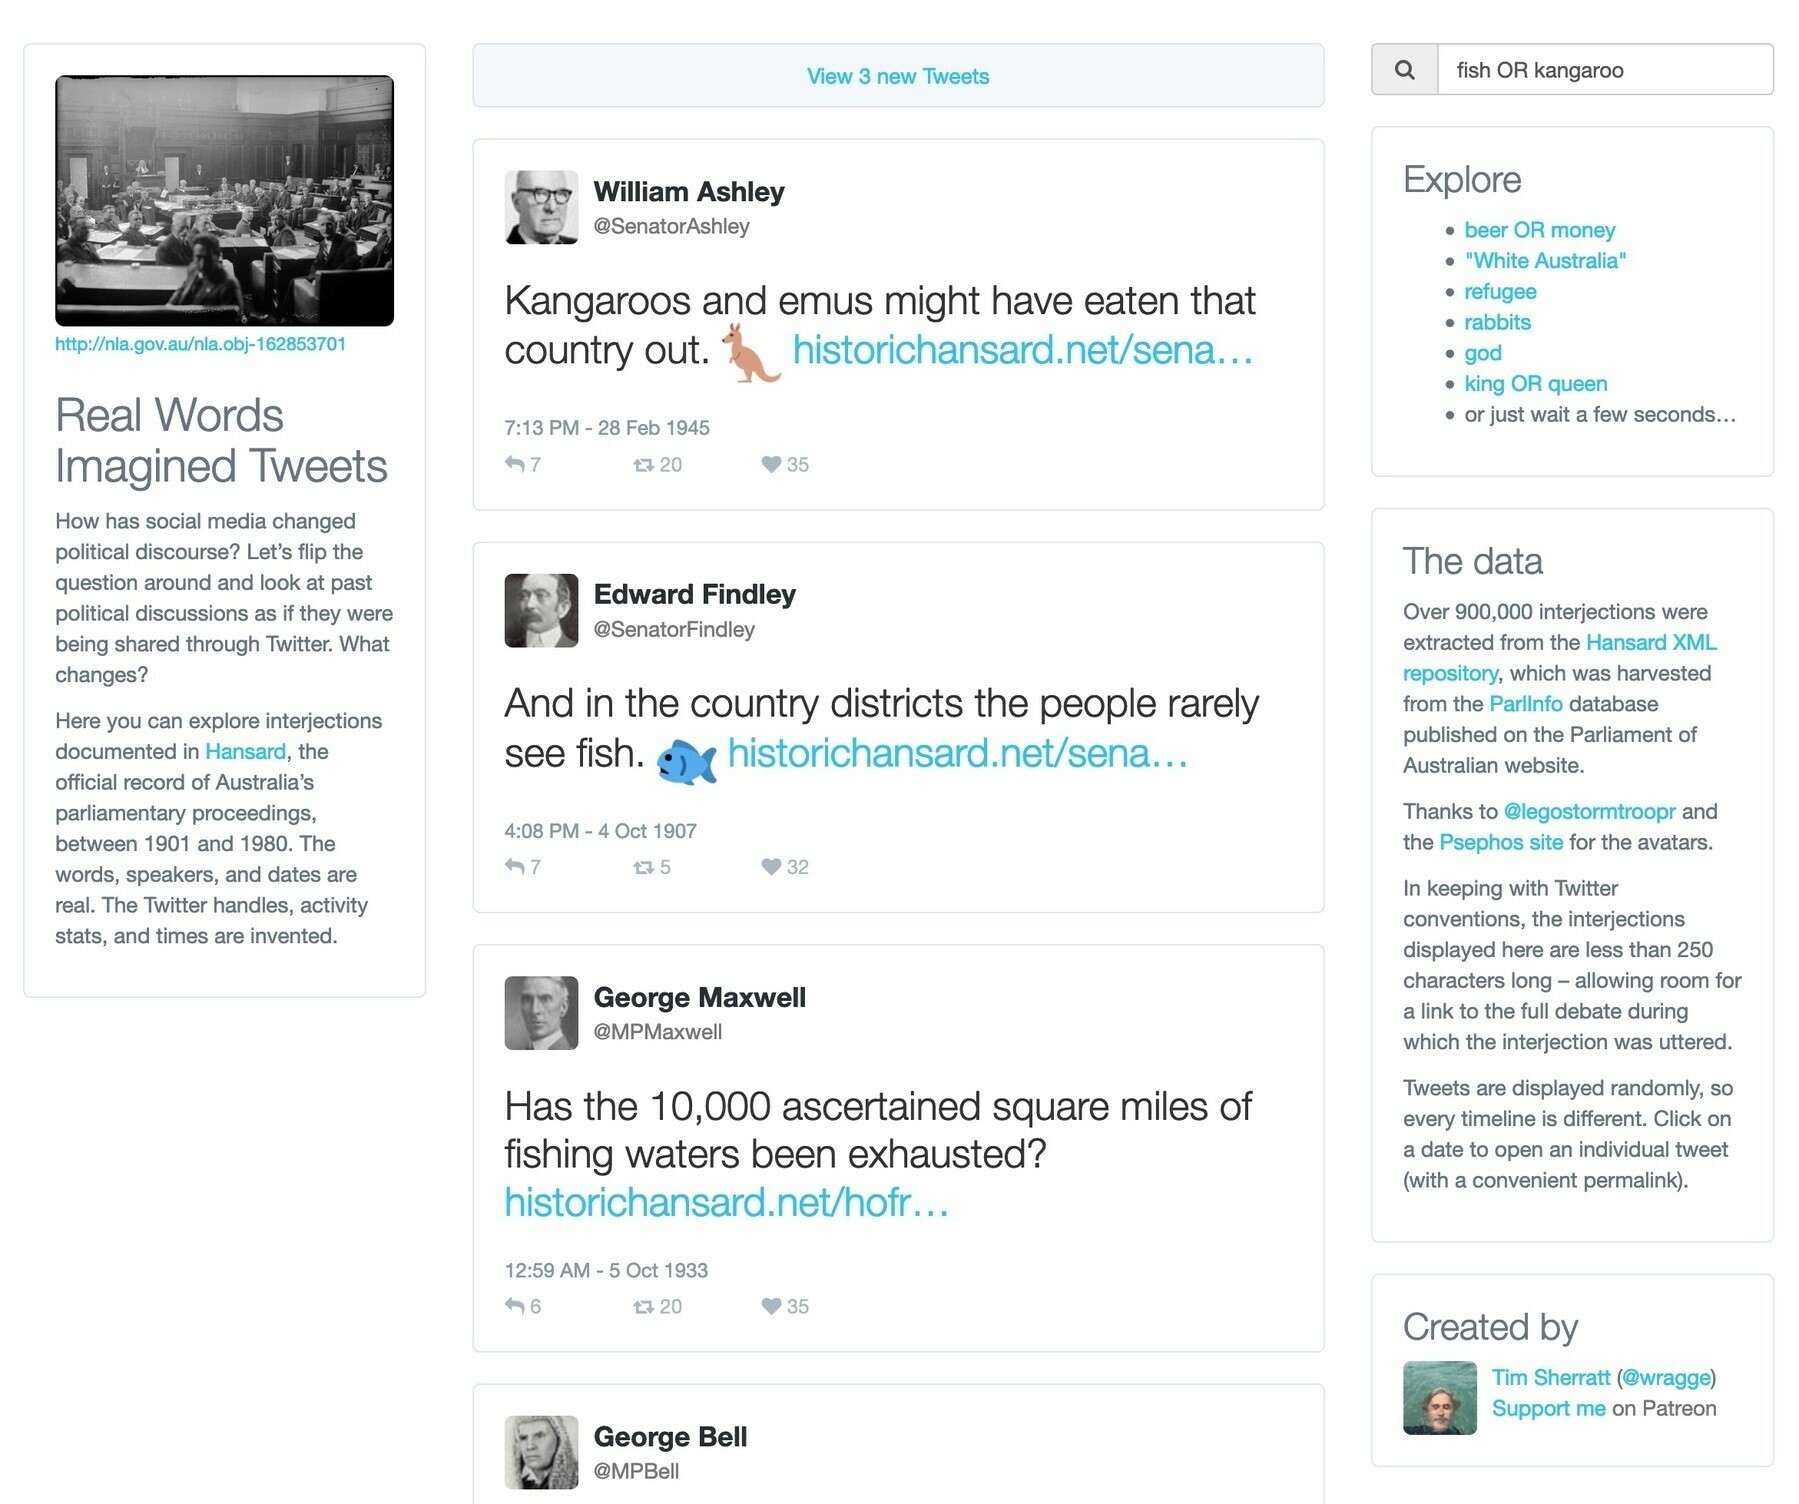 http://nla.gov.au/nla.obj-162853701
Real Words
Imagined Tweets
How has social media changed
political discourse? Let’s flip the
question around and look at past
political discussions as if they were
being shared through Twitter. What
changes?
Here you can explore interjections
documented in Hansard, the
official record of Australia’s
parliamentary proceedings,
between 1901 and 1980. The
words, speakers, and dates are
real. The Twitter handles, activity
stats, and times are invented.
View 3 new Tweets
William Ashley
@SenatorAshley
Kangaroos and emus might have eaten that
country out. historichansard.net/sena…
7:13 PM - 28 Feb 1945
7 20 35
Edward Findley
@SenatorFindley
And in the country districts the people rarely
see fish. historichansard.net/sena…
4:08 PM - 4 Oct 1907
7 5 32
George Maxwell
@MPMaxwell
Has the 10,000 ascertained square miles of
fishing waters been exhausted?
historichansard.net/hofr…
12:59 AM - 5 Oct 1933
6 20 35
George Bell
@MPBell
fish OR kangaroo
Explore
• beer OR money
• "White Australia"
• refugee
• rabbits
• god
• king OR queen
• or just wait a few seconds…
The data
Over 900,000 interjections were
extracted from the Hansard XML
repository, which was harvested
from the ParlInfo database
published on the Parliament of
Australian website.
Thanks to @legostormtroopr and
the Psephos site for the avatars.
In keeping with Twitter
conventions, the interjections
displayed here are less than 250
characters long – allowing room for
a link to the full debate during
which the interjection was uttered.
Tweets are displayed randomly, so
every timeline is different. Click on
a date to open an individual tweet
(with a convenient permalink).
Created by
Tim Sherratt (@wragge)
Support me on Patreon